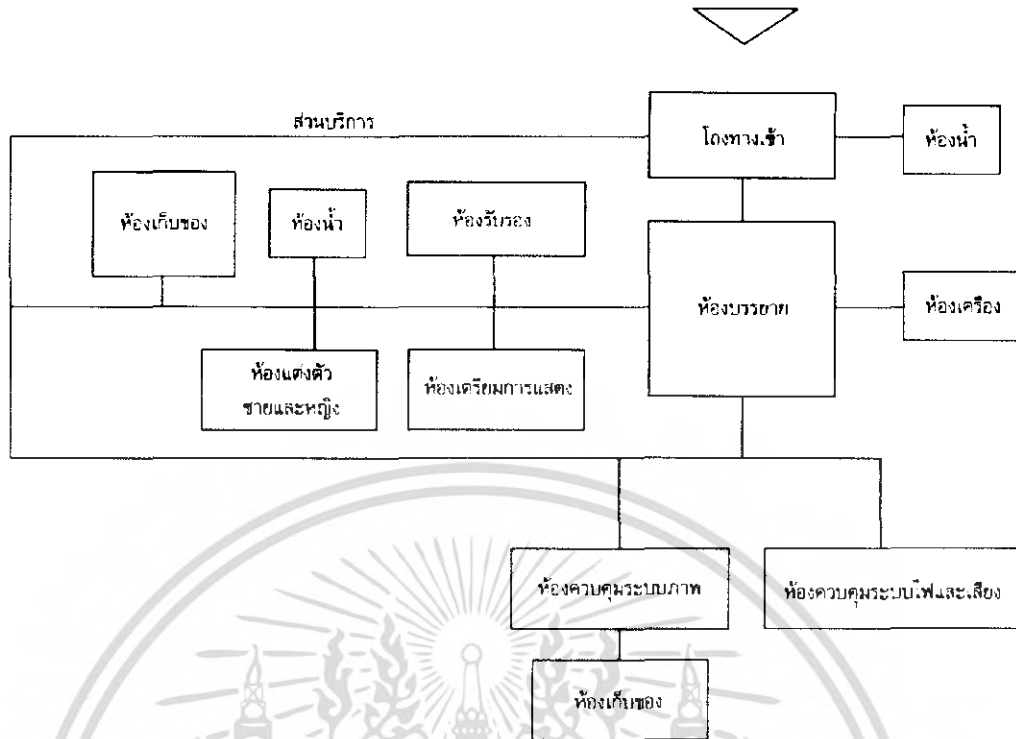 ส่วนบริการ
โถงทางเข้า
ห้องน้ำ
ห้องเก็บของ
ห้องน้ำ
ห้องรับรอง
ห้องบรรยาย
ห้องเครื่อง
ห้องแต่งตัว
ชายและหญิง
ห้องเตรียมการแสดง
ห้องควบคุมระบบภาพ
ห้องควบคุมระบบไฟและเสียง
ห้องเก็บของ